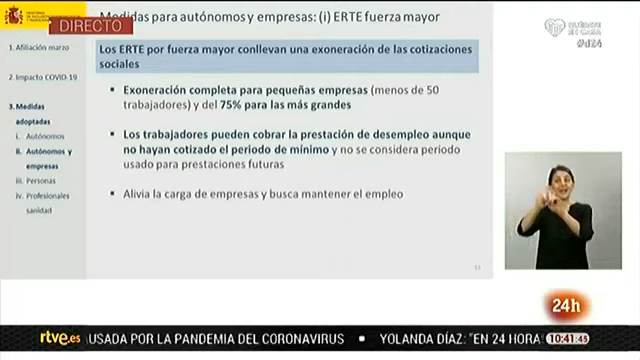 DIRECTO
Medidas para autónomos y empresas: (i) ERTE fuerza mayor
QUÉDATE
EN CASA
#d24
1. Afiliación marzo
2. Impacto COVID-19
3. Medidas
adoptadas
i. Autónomos
ii. Autónomos y
empresas
iii. Personas
iv. Profesionales
sanidad
Los ERTE por fuerza mayor conllevan una exoneración de las cotizaciones
sociales
• Exoneración completa para pequeñas empresas (menos de 50
trabajadores) y del 75% para las más grandes
• Los trabajadores pueden cobrar la prestación de desempleo aunque
no hayan cotizado el periodo de mínimo y no se considera periodo
usado para prestaciones futuras
• Alivia la carga de empresas y busca mantener el empleo
24h
rtve.es
USADA POR LA PANDEMIA DEL CORONAVIRUS • YOLANDA DÍAZ: "EN 24 HORA
10:41:45